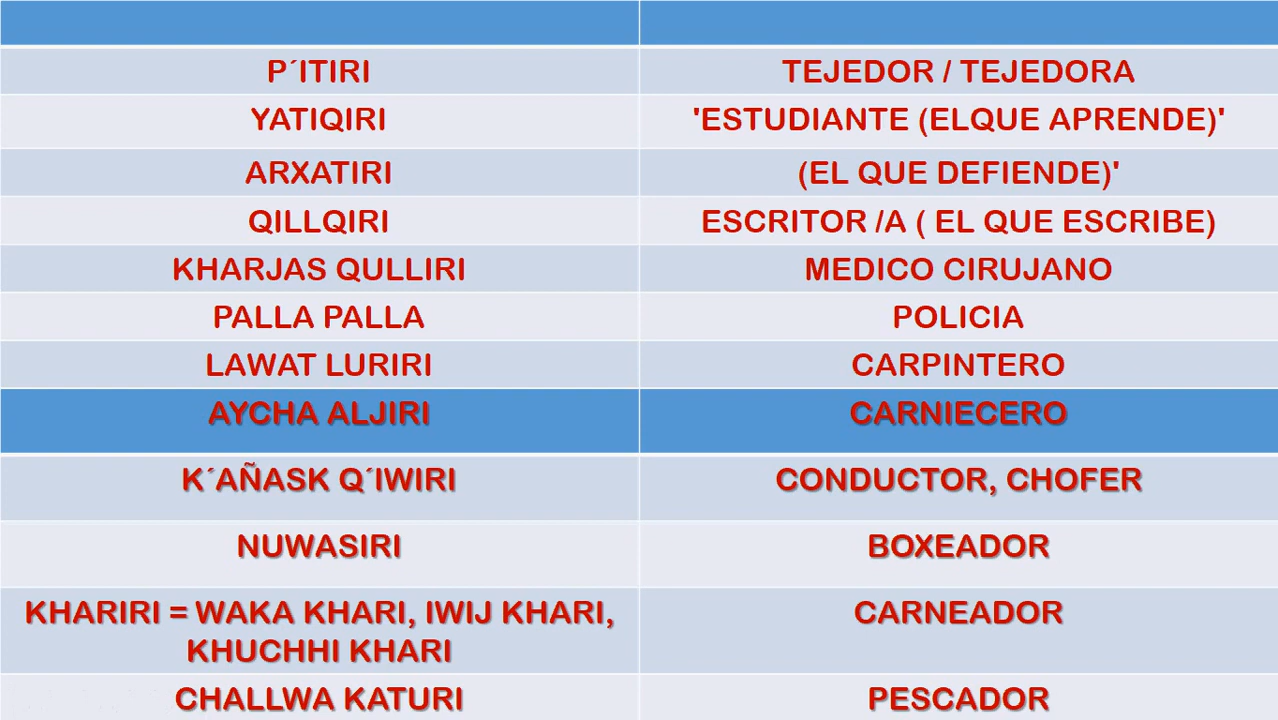 P´ITIRI
TEJEDOR / TEJEDORA
YATIQIRI
'ESTUDIANTE (ELQUE APRENDE)'
ARXATIRI
(EL QUE DEFIENDE)'
QILLQIRI
ESCRITOR /A ( EL QUE ESCRIBE)
KHARJAS QULLIRI
MEDICO CIRUJANO
PALLA PALLA
POLICIA
LAWAT LURIRI
CARPINTERO
AYCHA ALJIRI
CARNIECERO
K´AÑASK Q´IWIRI
CONDUCTOR, CHOFER
NUWASIRI
BOXEADOR
KHARIRI = WAKA KHARI, IWIJ KHARI,
KHUCHHI KHARI
CARNEADOR
CHALLWA KATURI
PESCADOR